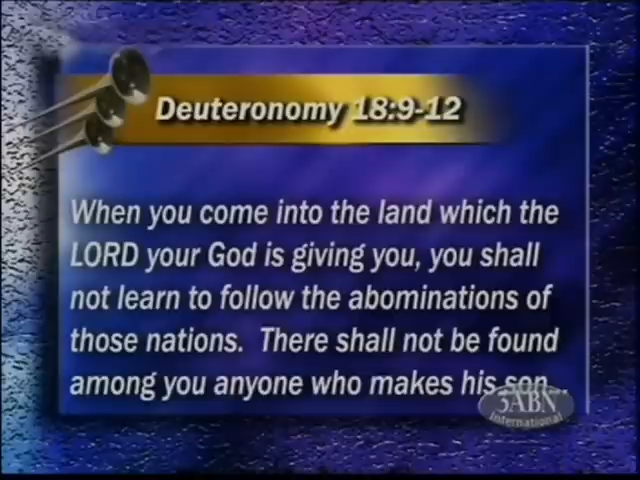 Deuteronomy 18:9-12
When you come into the land which the
LORD your God is giving you, you shall
not learn to follow the abominations of
those nations.  There shall not be found
among you anyone who makes his son...
3ABN
International